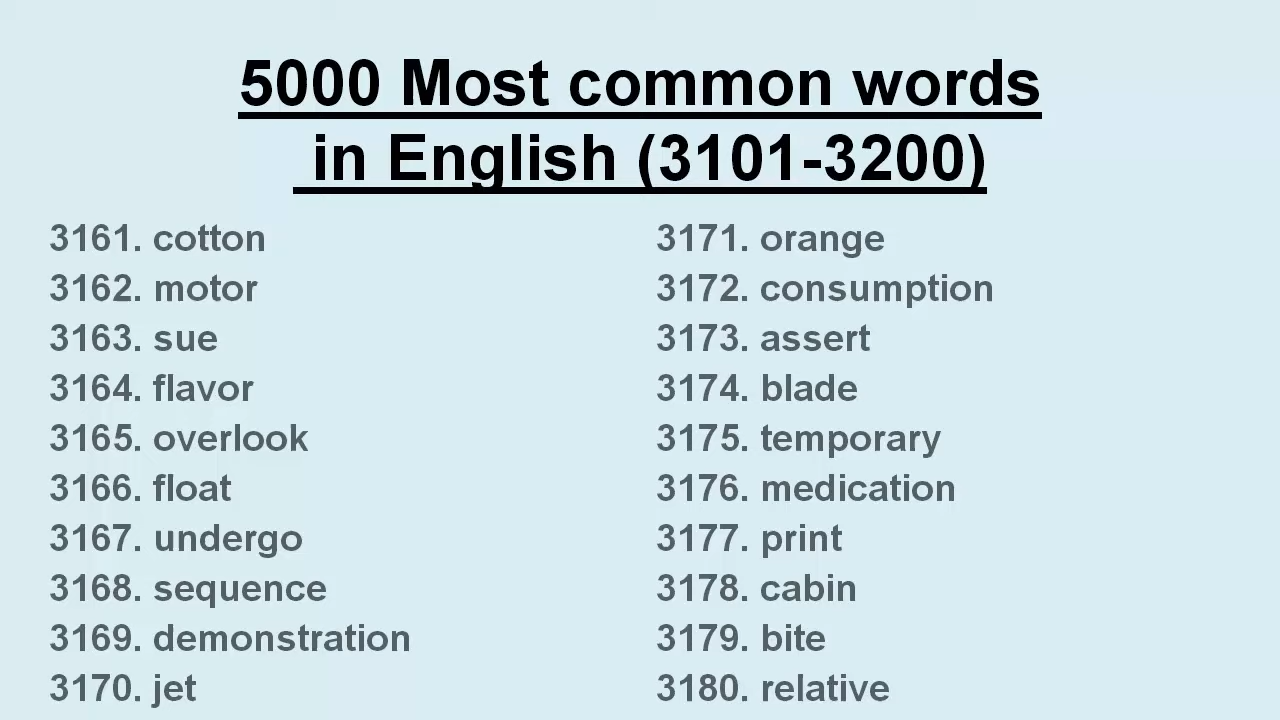 5000 Most common words
in English (3101-3200)
3161. cotton
3162. motor
3163. sue
3164. flavor
3165. overlook
3166. float
3167. undergo
3168. sequence
3169. demonstration
3170. jet
3171. orange
3172. consumption
3173. assert
3174. blade
3175. temporary
3176. medication
3177. print
3178. cabin
3179. bite
3180. relative